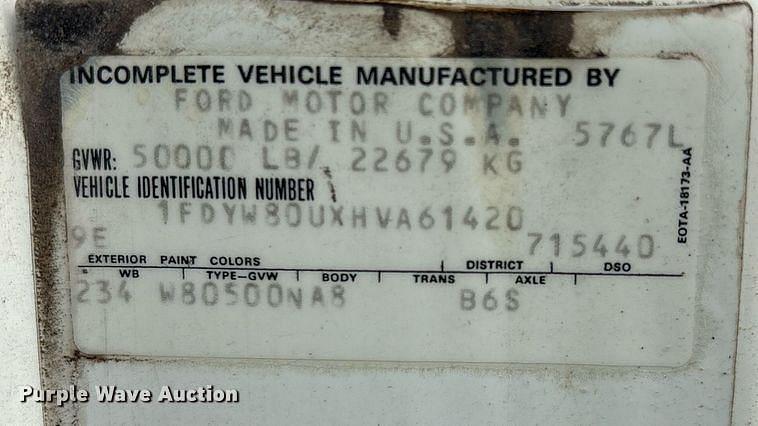 INCOMPLETE VEHICLE MANUFACTURED BY
FORD MOTOR COMPANY
MADE IN U.S.A. 5767L
GVWR: 50000 LB/ 22679 KG
VEHICLE IDENTIFICATION NUMBER
1FDYW80UXHVA61420
9E 715440
EXTERIOR PAINT COLORS DISTRICT DSO
WB TYPE-GVW BODY TRANS AXLE
234 W80500NA8 B6S
EOTA-18173-AA
Purple Wave Auction